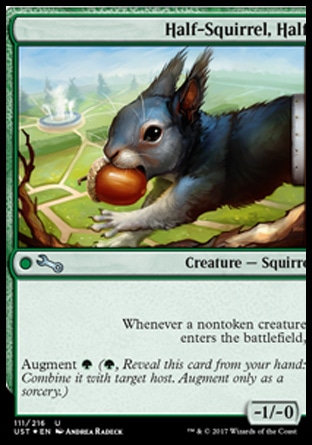 Half-Squirrel, Half
Creature — Squirre
Whenever a nontoken creature
enters the battlefield,
Augment (, Reveal this card from your hand:
Combine it with target host. Augment only as a
sorcery.)
-1/-0
111/216 U
UST • EN Andrea Radeck
™ & © 2017 Wizards of the Coast